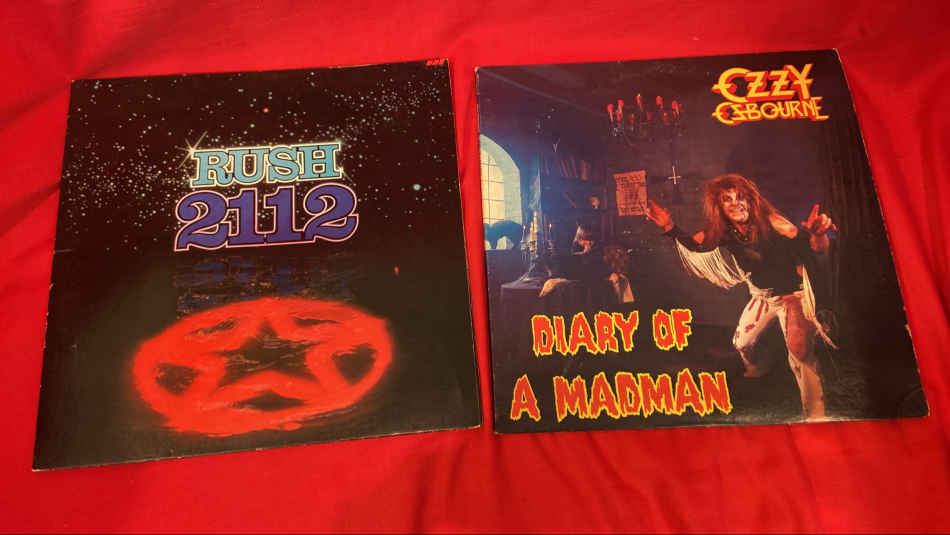 RUSH
2112
OZZY
OSBOURNE
DIARY OF
A MADMAN